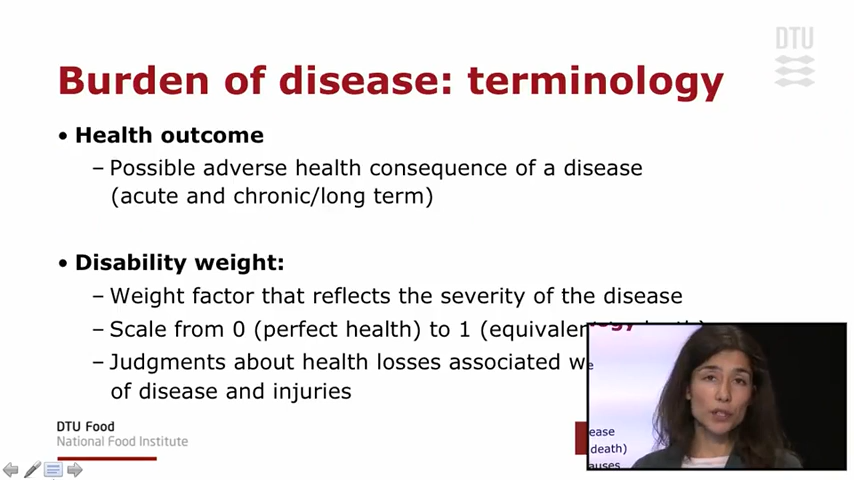 DTU
Burden of disease: terminology
• Health outcome
– Possible adverse health consequence of a disease
(acute and chronic/long term)
• Disability weight:
– Weight factor that reflects the severity of the disease
– Scale from 0 (perfect health) to 1
– Judgments about health losses associated
of disease and injuries
DTU Food
National Food Institute
ease
death)
auses